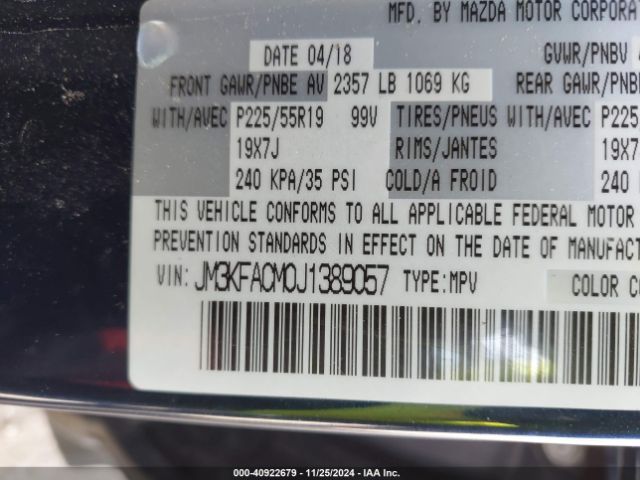 MFD. BY MAZDA MOTOR CORPORA
DATE 04/18 GVWR/PNBV
FRONT GAWR/PNBE AV 2357 LB 1069 KG REAR GAWR/PNBE
WITH/AVEC P225/55R19 99V TIRES/PNEUS WITH/AVEC P225
19X7J RIMS/JANTES 19X7
240 KPA/35 PSI COLD/A FROID 240
THIS VEHICLE CONFORMS TO ALL APPLICABLE FEDERAL MOTOR
PREVENTION STANDARDS IN EFFECT ON THE DATE OF MANUFACT
VIN: JM3KFACM0J1389057 TYPE:MPV COLOR CO
000-40922679 - 11/25/2024 - IAA Inc.